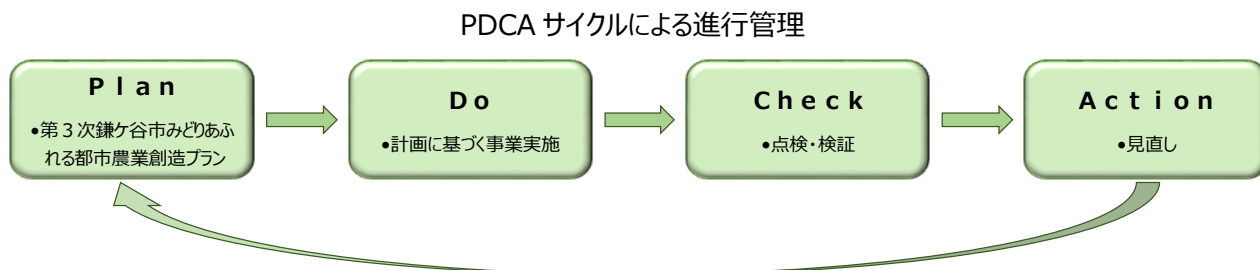 PDCA サイクルによる進行管理
Plan
•第３次鎌ケ谷市みどりあふ
れる都市農業創造プラン
Do
•計画に基づく事業実施
Check
•点検・検証
Action
•見直し